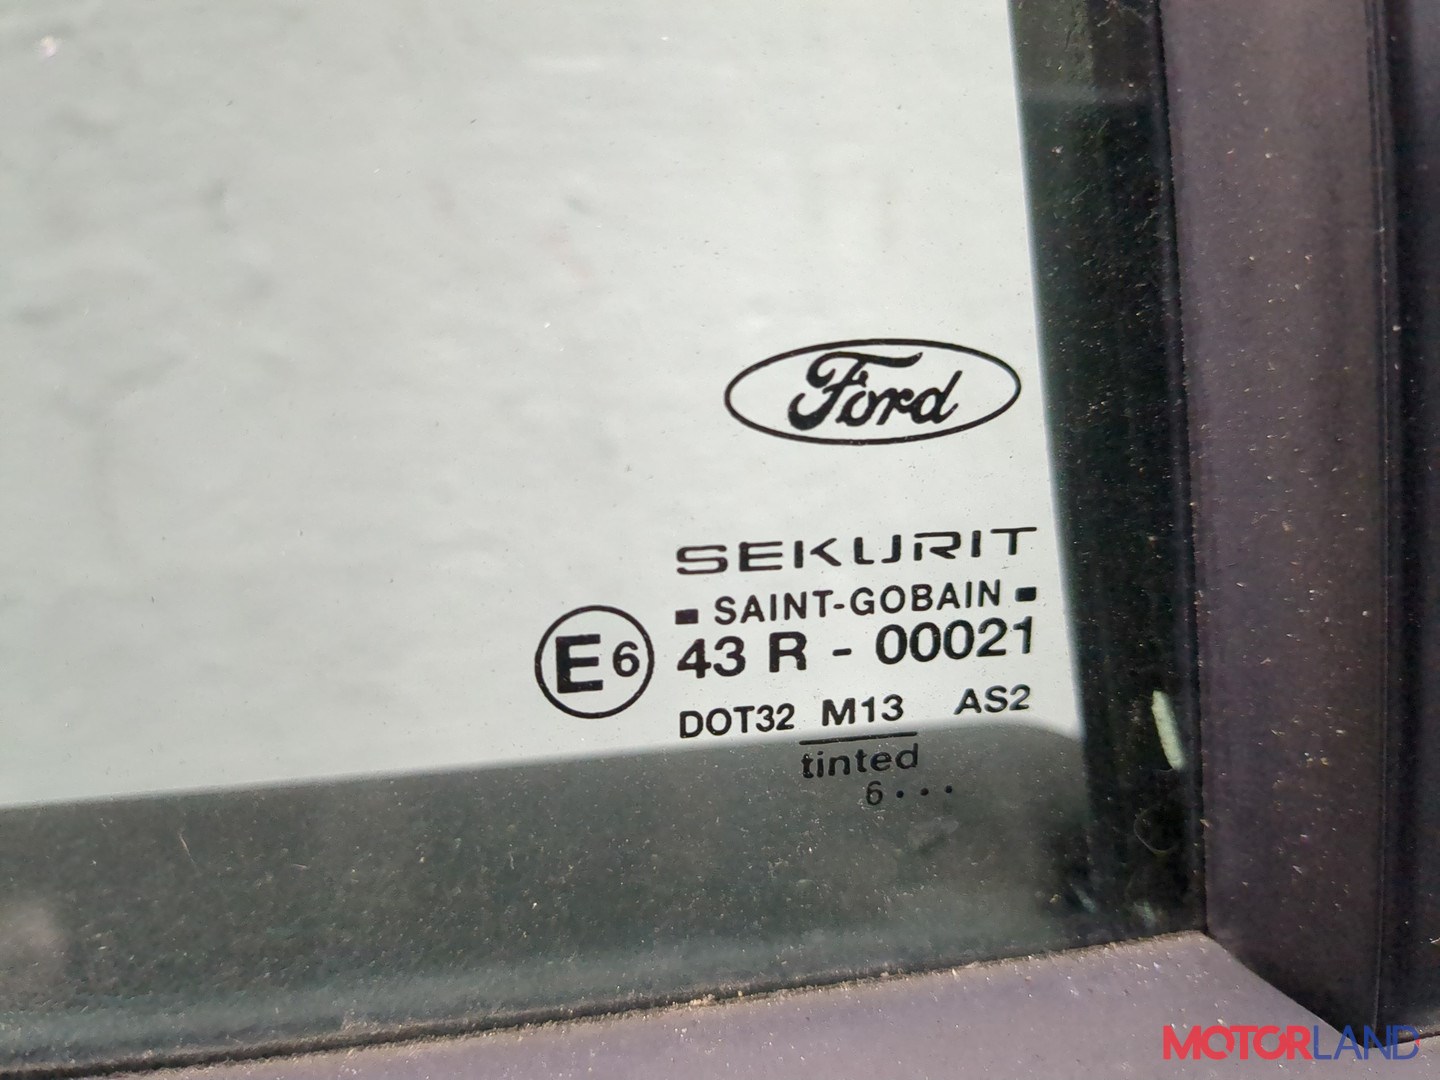 Ford
SEKURIT
SAINT-GOBAIN
E6 43 R - 00021
DOT32 M13 AS2
tinted
6 . . .
MOTORLAND